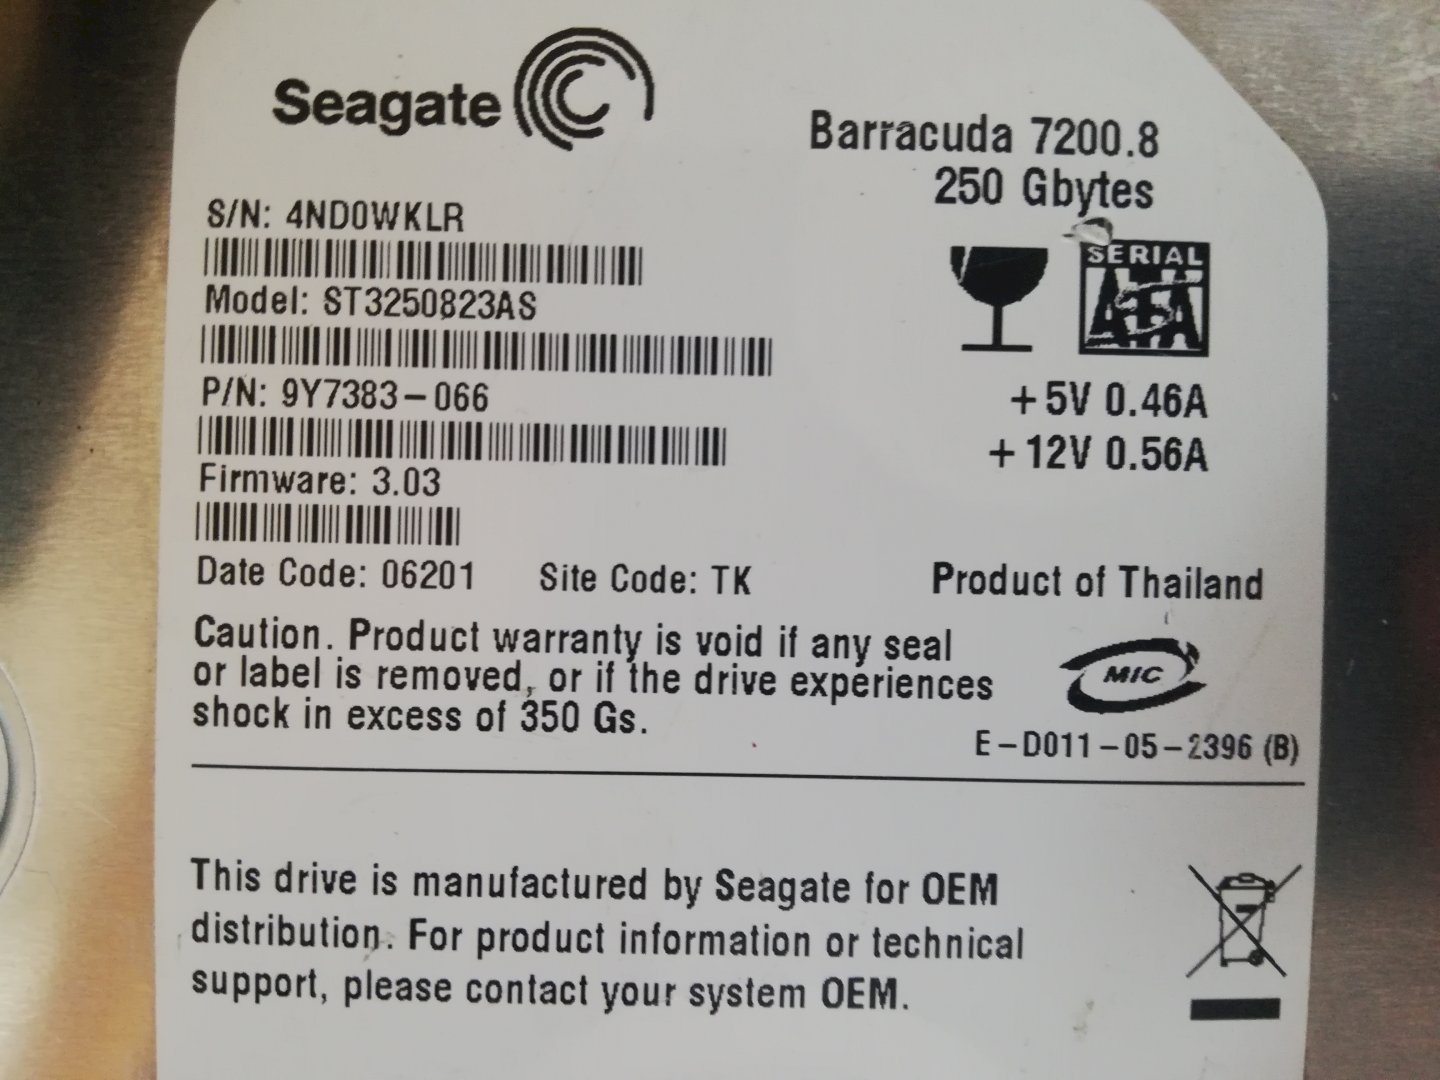 Seagate
Barracuda 7200.8
250 Gbytes
S/N: 4ND0WKLR
Model: ST3250823AS
P/N: 9Y7383-066
Firmware: 3.03
Date Code: 06201 Site Code: TK
SERIAL
ATA
+5V 0.46A
+12V 0.56A
Product of Thailand
Caution. Product warranty is void if any seal
or label is removed, or if the drive experiences
shock in excess of 350 Gs.
MIC
E-D011-05-2396 (B)
This drive is manufactured by Seagate for OEM
distribution. For product information or technical
support, please contact your system OEM.